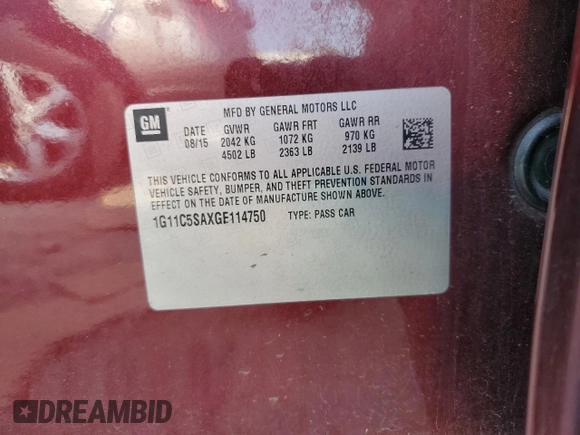 GM
MFD BY GENERAL MOTORS LLC
DATE GVWR GAWR FRT GAWR RR
08/15 2042 KG 1072 KG 970 KG
4502 LB 2363 LB 2139 LB
THIS VEHICLE CONFORMS TO ALL APPLICABLE U.S. FEDERAL MOTOR
VEHICLE SAFETY, BUMPER, AND THEFT PREVENTION STANDARDS IN
EFFECT ON THE DATE OF MANUFACTURE SHOWN ABOVE.
1G11C5SAXGE114750 TYPE: PASS CAR
DREAMBID